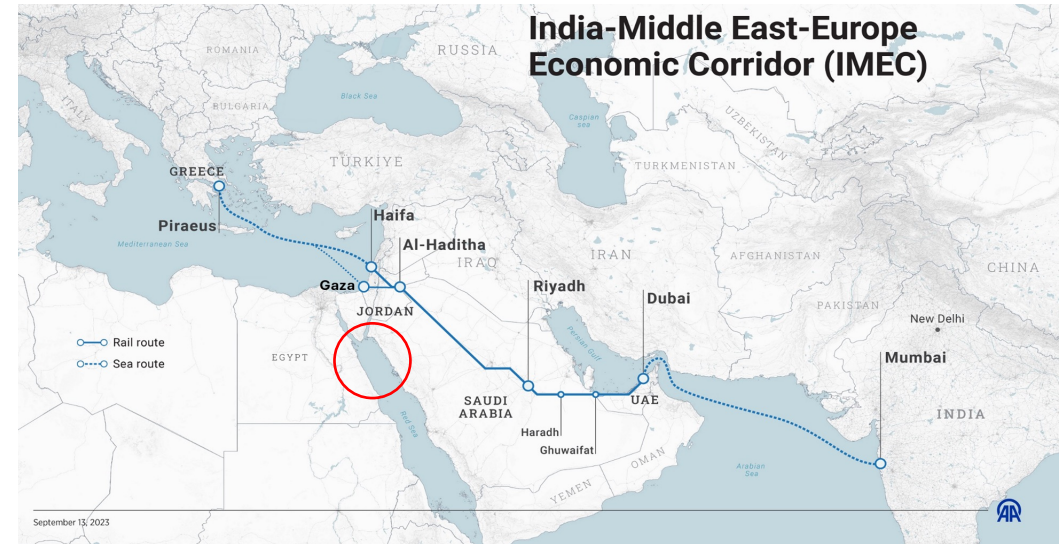 India-Middle East-Europe
Economic Corridor (IMEC)
ROMANIA
RUSSIA
Black Sea
Caspian
sea
UZBEKISTAN
ITALY
BULGARIA
TÜRKİYE
TURKMENISTAN
GREECE
Piraeus
Haifa
Mediterranean Sea
Al-Haditha
IRAQ
IRAN
AFGHANISTAN
CHINA
Gaza
Riyadh
Dubai
JORDAN
PAKISTAN
New Delhi
Persian Gulf
Rail route
Sea route
EGYPT
Mumbai
SAUDI
ARABIA
UAE
Red Sea
INDIA
Haradh
Ghuwaifat
OMAN
Arabian
Sea
YEMEN
September 13, 2023
AA